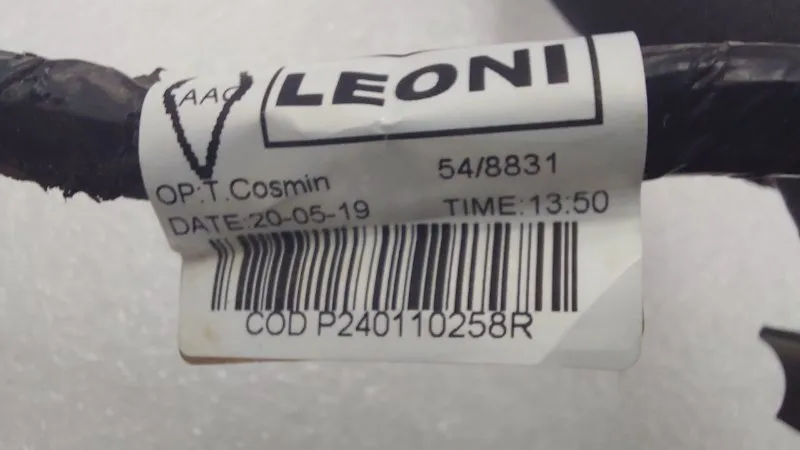 AAC
LEONI
OP:T.Cosmin 54/8831
DATE:20-05-19 TIME:13:50
COD P240110258R